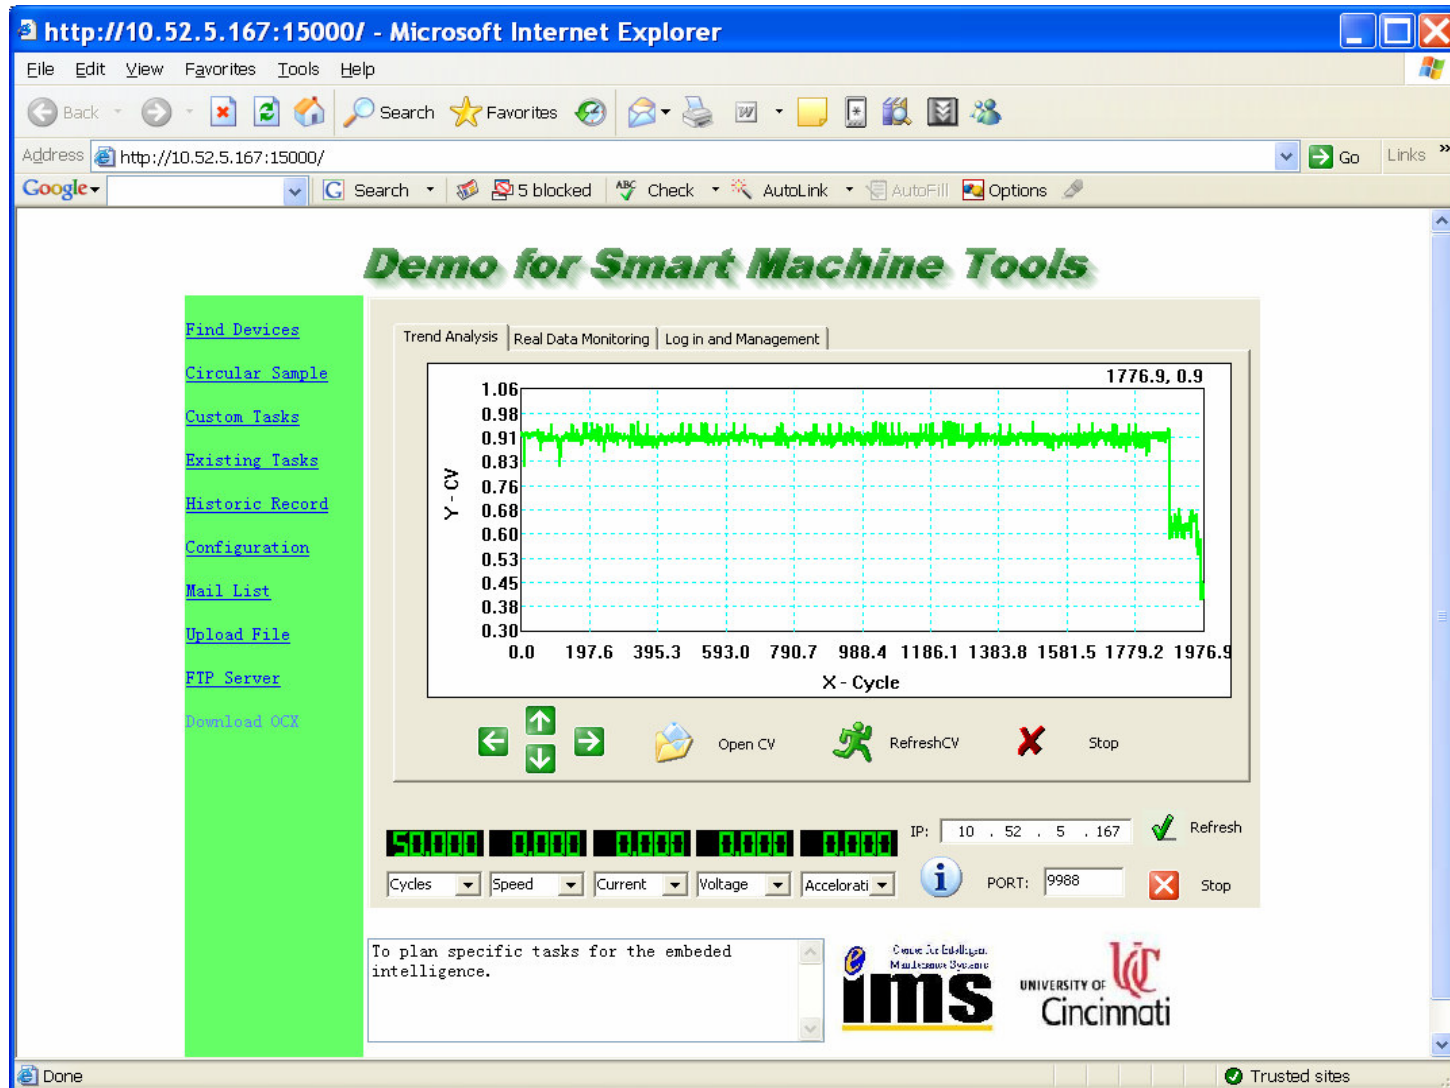 http://10.52.5.167:15000/ - Microsoft Internet Explorer
File Edit View Favorites Tools Help
Back Search Favorites
Address http://10.52.5.167:15000/ Go Links »
Google Search 5 blocked ABC Check AutoLink AutoFill Options
Demo for Smart Machine Tools
Find Devices
Circular Sample
Custom Tasks
Existing Tasks
Historic Record
Configuration
Mail List
Upload File
FTP Server
Download OCX
Trend Analysis Real Data Monitoring Log in and Management
1776.9, 0.9
Y - CV
1.06
0.98
0.91
0.83
0.76
0.68
0.60
0.53
0.45
0.38
0.30
0.0 197.6 395.3 593.0 790.7 988.4 1186.1 1383.8 1581.5 1779.2 1976.9
X - Cycle
Open CV RefreshCV Stop
50.000 0.000 0.000 0.000 0.000
Cycles Speed Current Voltage Accelorati
IP: 10 . 52 . 5 . 167 Refresh
PORT: 9988 Stop
To plan specific tasks for the embeded
intelligence.
Center for Intelligent
Maintenance Systems
e
ims
UC
UNIVERSITY OF
Cincinnati
Done Trusted sites